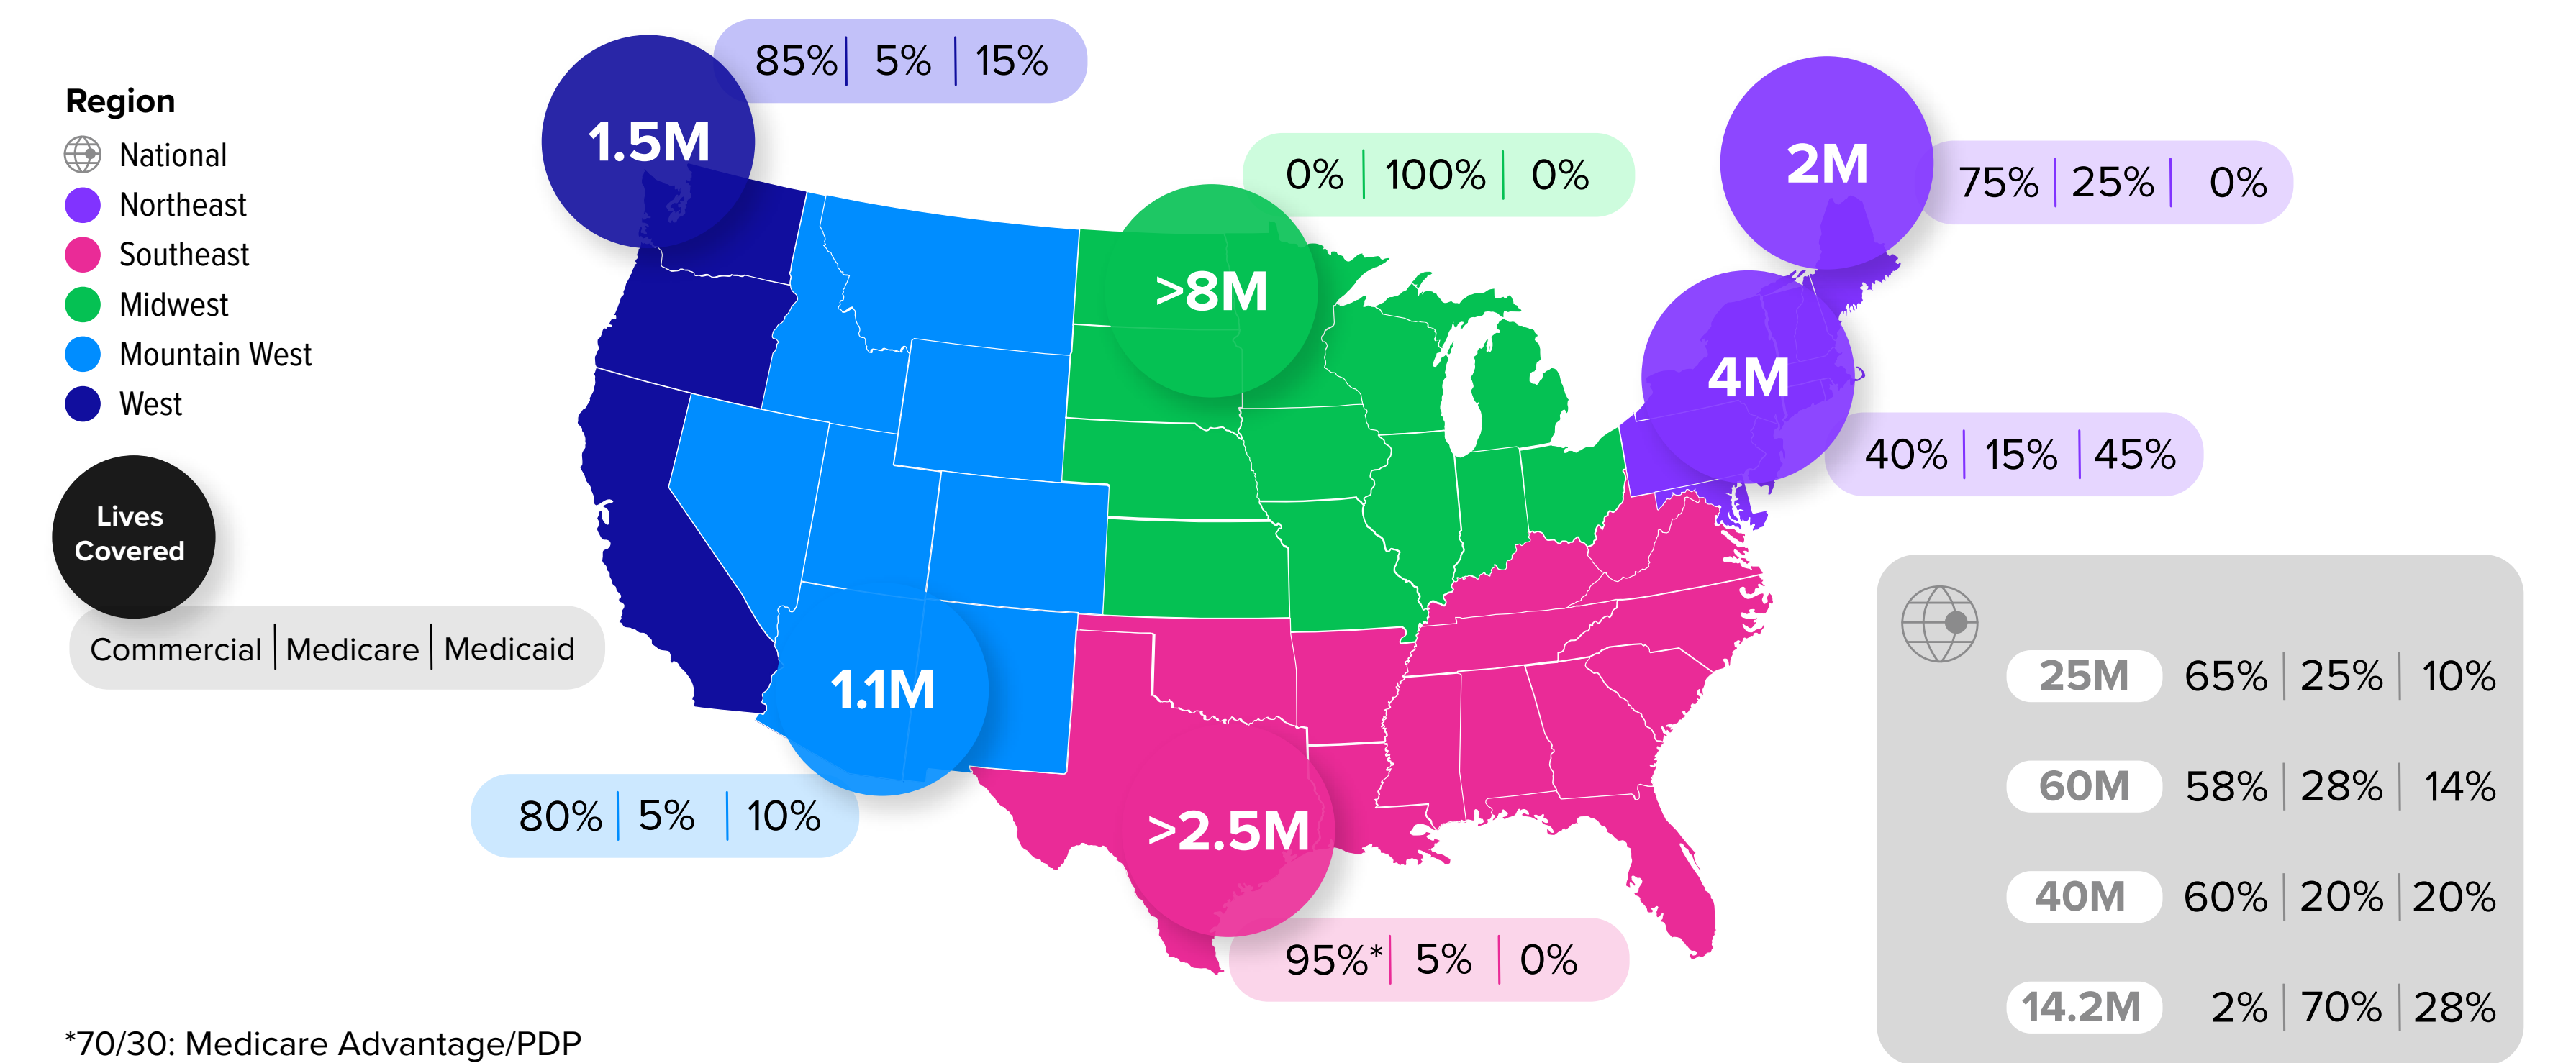 Region
National
Northeast
Southeast
Midwest
Mountain West
West
Lives
Covered
Commercial | Medicare | Medicaid
1.5M
85% | 5% | 15%
>8M
0% | 100% | 0%
2M
75% | 25% | 0%
4M
40% | 15% | 45%
1.1M
80% | 5% | 10%
>2.5M
95%* | 5% | 0%
25M 65% | 25% | 10%
60M 58% | 28% | 14%
40M 60% | 20% | 20%
14.2M 2% | 70% | 28%
*70/30: Medicare Advantage/PDP